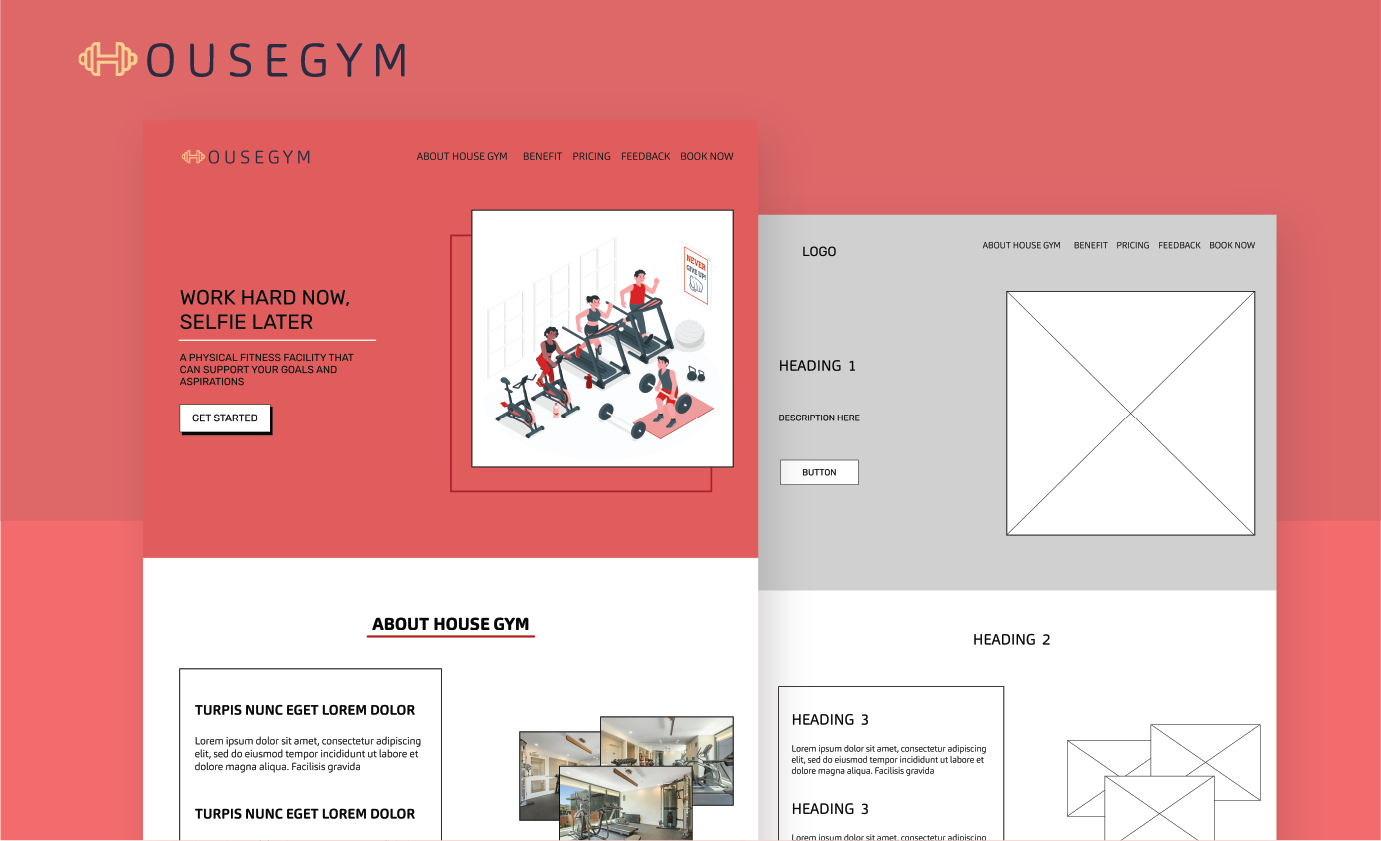 HOUSEGYM
HOUSEGYM
ABOUT HOUSE GYM BENEFIT PRICING FEEDBACK BOOK NOW
WORK HARD NOW,
SELFIE LATER
A PHYSICAL FITNESS FACILITY THAT
CAN SUPPORT YOUR GOALS AND
ASPIRATIONS
GET STARTED
NEVER
GIVE UP!
ABOUT HOUSE GYM
TURPIS NUNC EGET LOREM DOLOR
Lorem ipsum dolor sit amet, consectetur adipiscing
elit, sed do eiusmod tempor incididunt ut labore et
dolore magna aliqua. Facilisis gravida
TURPIS NUNC EGET LOREM DOLOR
LOGO
ABOUT HOUSE GYM BENEFIT PRICING FEEDBACK BOOK NOW
HEADING 1
DESCRIPTION HERE
BUTTON
HEADING 2
HEADING 3
Lorem ipsum dolor sit amet, consectetur adipiscing
elit, sed do eiusmod tempor incididunt ut labore et
dolore magna aliqua. Facilisis gravida
HEADING 3
Lorem ipsum dolor sit amet, consectetur adipiscing